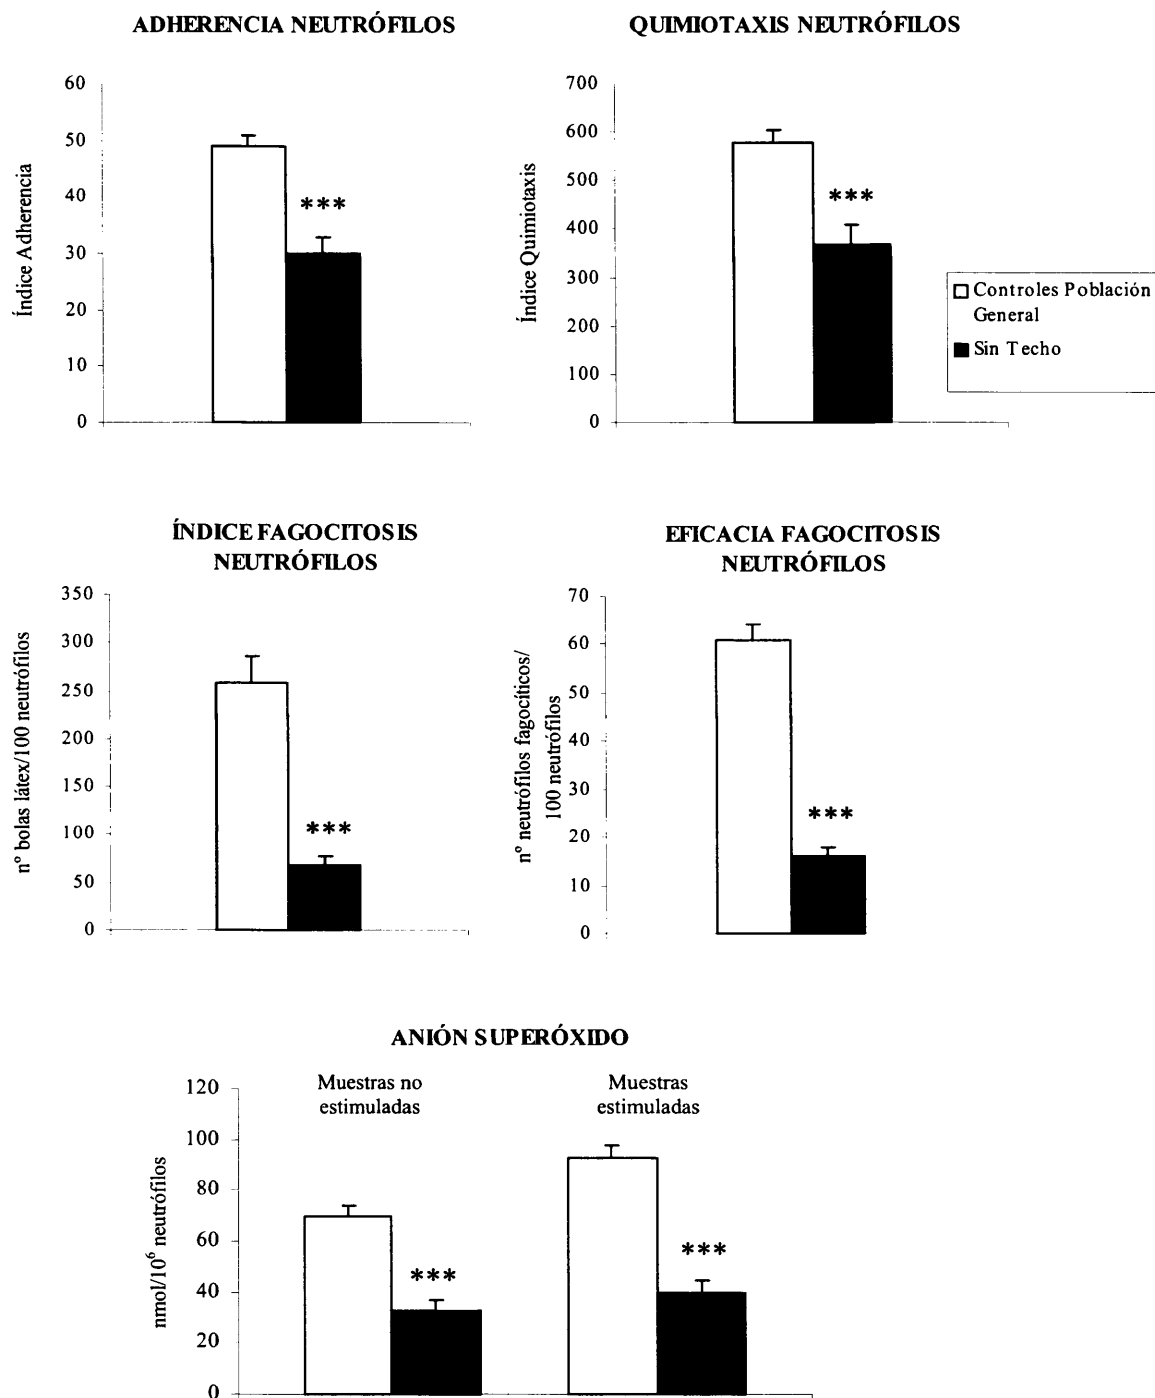 ADHERENCIA NEUTRÓFILOS
60
50
40
30
20
10
0
Índice Adherencia
***
QUIMIOTAXIS NEUTRÓFILOS
700
600
500
400
300
200
100
0
Índice Quimiotaxis
***
Controles Población
General
Sin Techo
ÍNDICE FAGOCITOSIS
NEUTRÓFILOS
350
300
250
200
150
100
50
0
nº bolas látex/100 neutrófilos
***
EFICACIA FAGOCITOSIS
NEUTRÓFILOS
70
60
50
40
30
20
10
0
nº neutrófilos fagocíticos/
100 neutrófilos
***
ANIÓN SUPERÓXIDO
Muestras no
estimuladas
Muestras
estimuladas
120
100
80
60
40
20
0
nmol/10⁶ neutrófilos
***
***